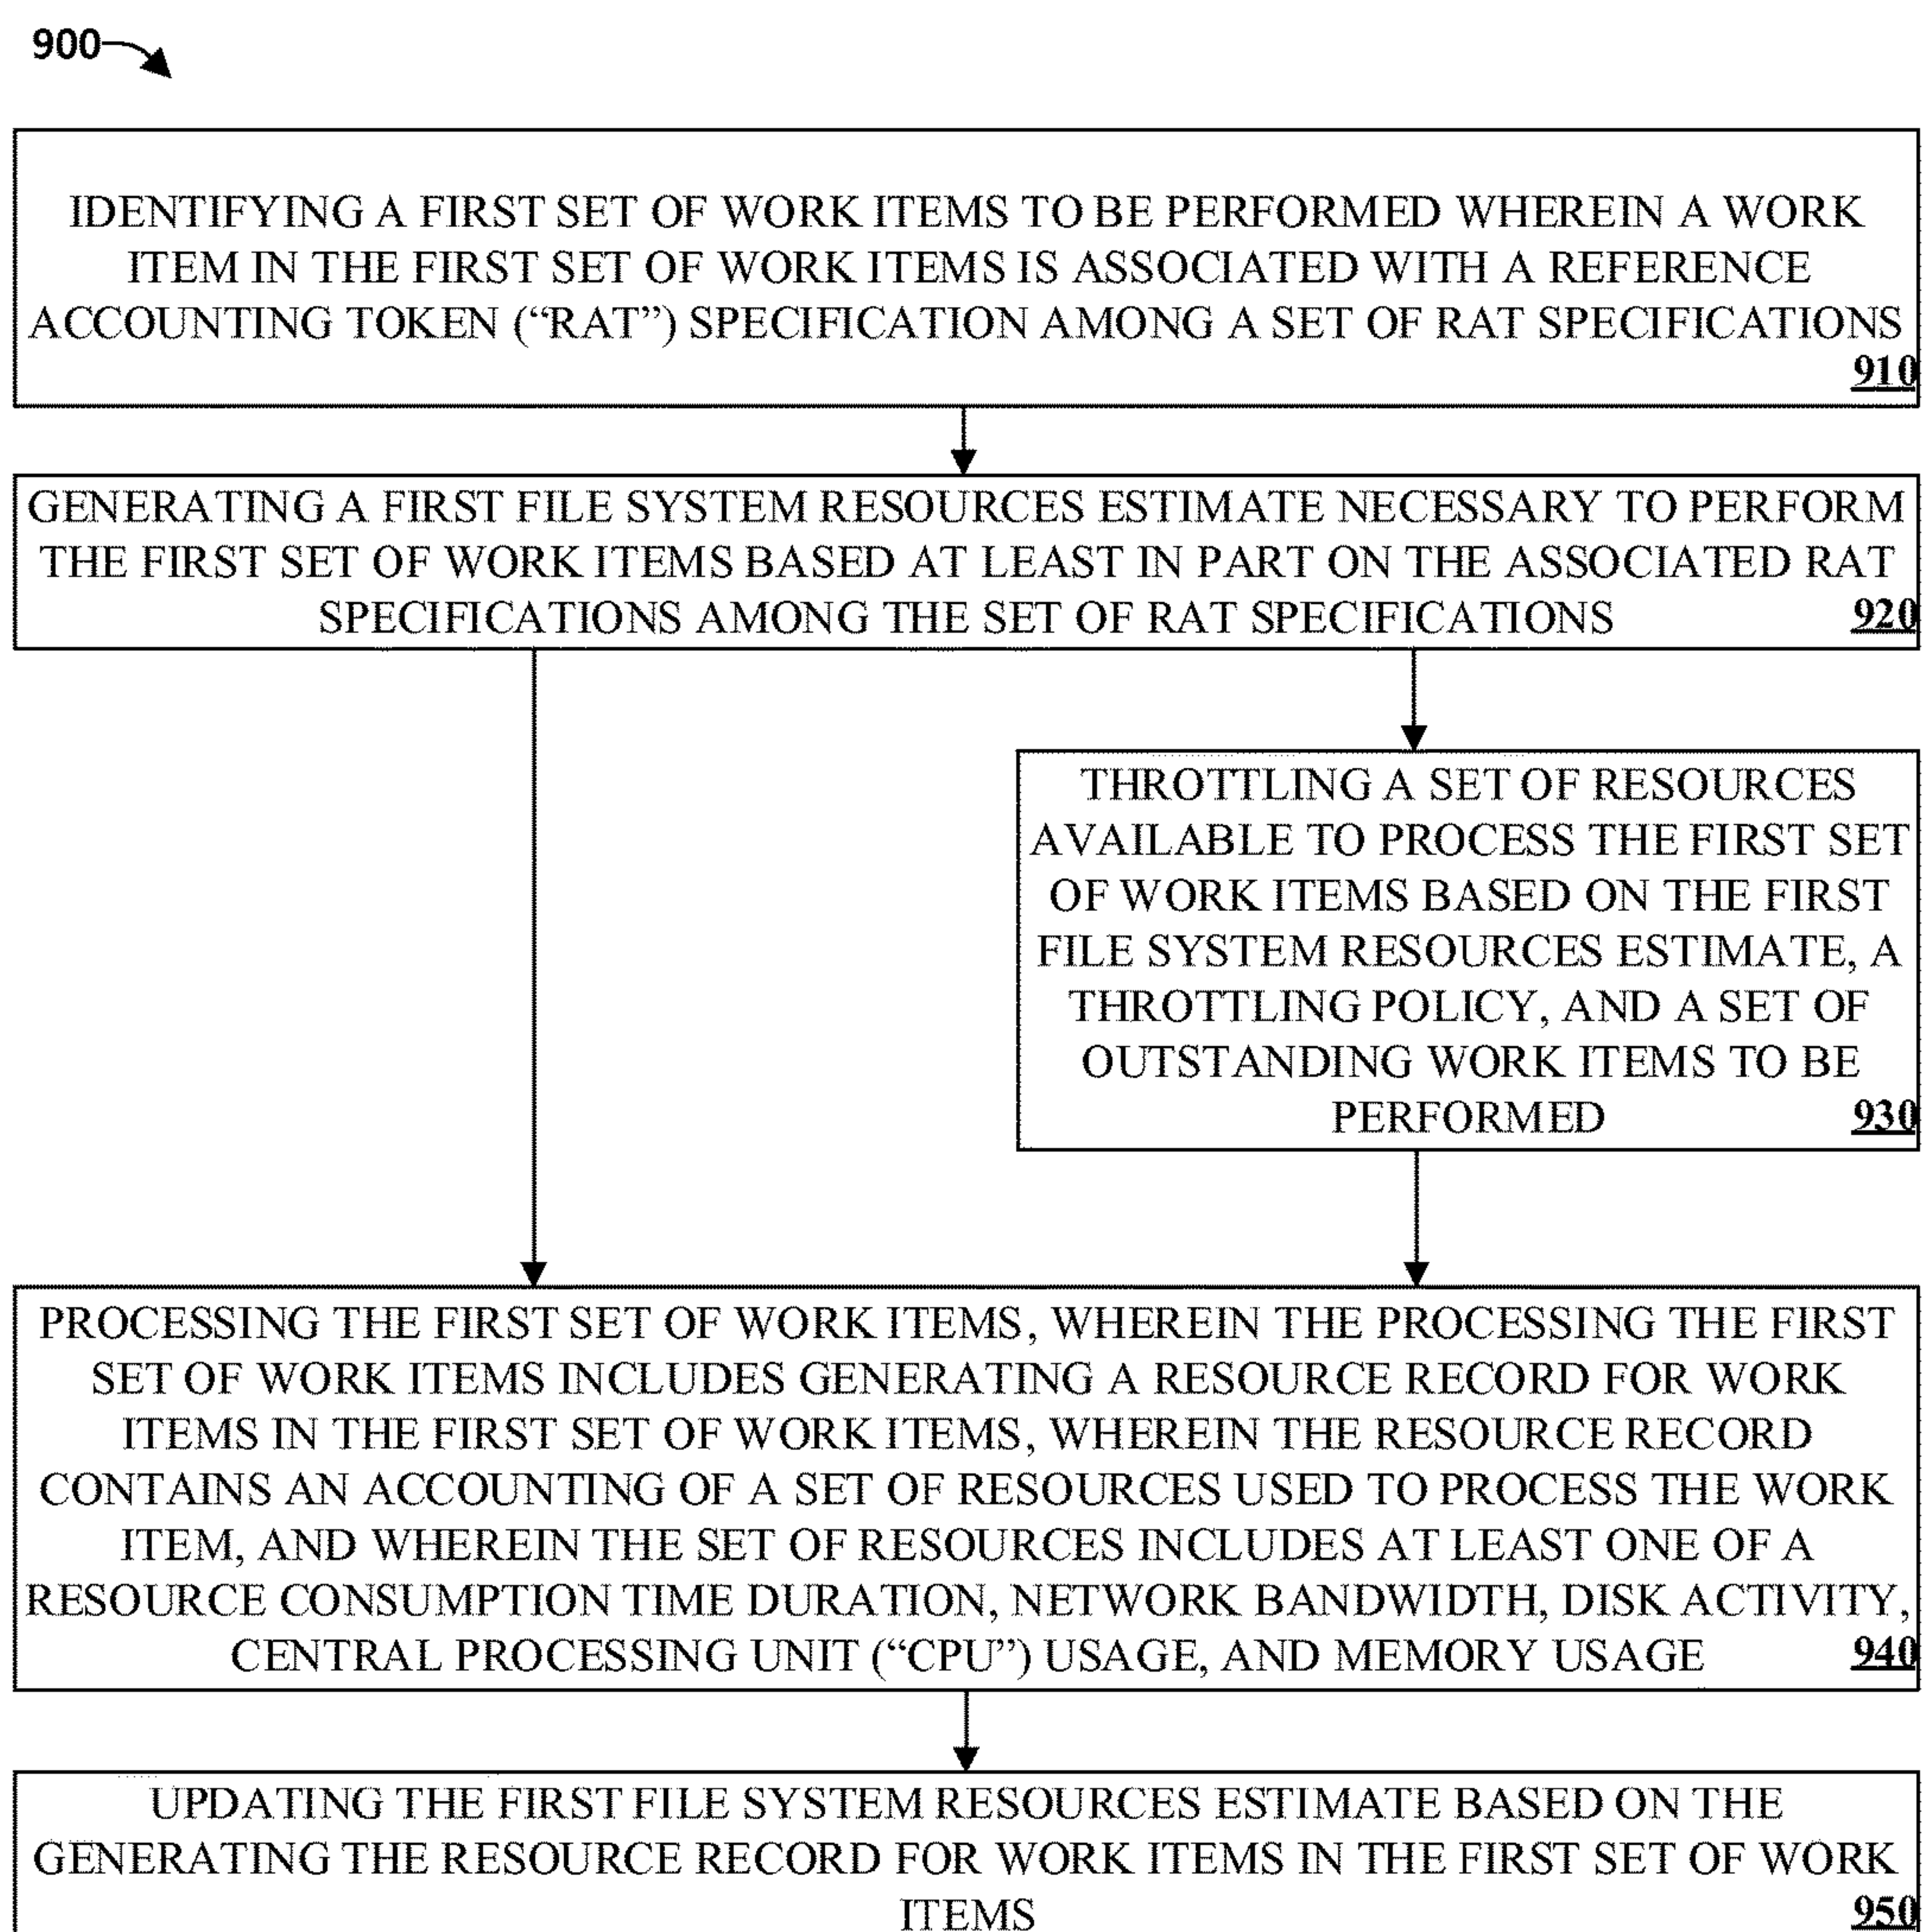 900
IDENTIFYING A FIRST SET OF WORK ITEMS TO BE PERFORMED WHEREIN A WORK
ITEM IN THE FIRST SET OF WORK ITEMS IS ASSOCIATED WITH A REFERENCE
ACCOUNTING TOKEN (“RAT”) SPECIFICATION AMONG A SET OF RAT SPECIFICATIONS
910
GENERATING A FIRST FILE SYSTEM RESOURCES ESTIMATE NECESSARY TO PERFORM
THE FIRST SET OF WORK ITEMS BASED AT LEAST IN PART ON THE ASSOCIATED RAT
SPECIFICATIONS AMONG THE SET OF RAT SPECIFICATIONS 920
THROTTLING A SET OF RESOURCES
AVAILABLE TO PROCESS THE FIRST SET
OF WORK ITEMS BASED ON THE FIRST
FILE SYSTEM RESOURCES ESTIMATE, A
THROTTLING POLICY, AND A SET OF
OUTSTANDING WORK ITEMS TO BE
PERFORMED 930
PROCESSING THE FIRST SET OF WORK ITEMS, WHEREIN THE PROCESSING THE FIRST
SET OF WORK ITEMS INCLUDES GENERATING A RESOURCE RECORD FOR WORK
ITEMS IN THE FIRST SET OF WORK ITEMS, WHEREIN THE RESOURCE RECORD
CONTAINS AN ACCOUNTING OF A SET OF RESOURCES USED TO PROCESS THE WORK
ITEM, AND WHEREIN THE SET OF RESOURCES INCLUDES AT LEAST ONE OF A
RESOURCE CONSUMPTION TIME DURATION, NETWORK BANDWIDTH, DISK ACTIVITY,
CENTRAL PROCESSING UNIT (“CPU”) USAGE, AND MEMORY USAGE 940
UPDATING THE FIRST FILE SYSTEM RESOURCES ESTIMATE BASED ON THE
GENERATING THE RESOURCE RECORD FOR WORK ITEMS IN THE FIRST SET OF WORK
ITEMS 950